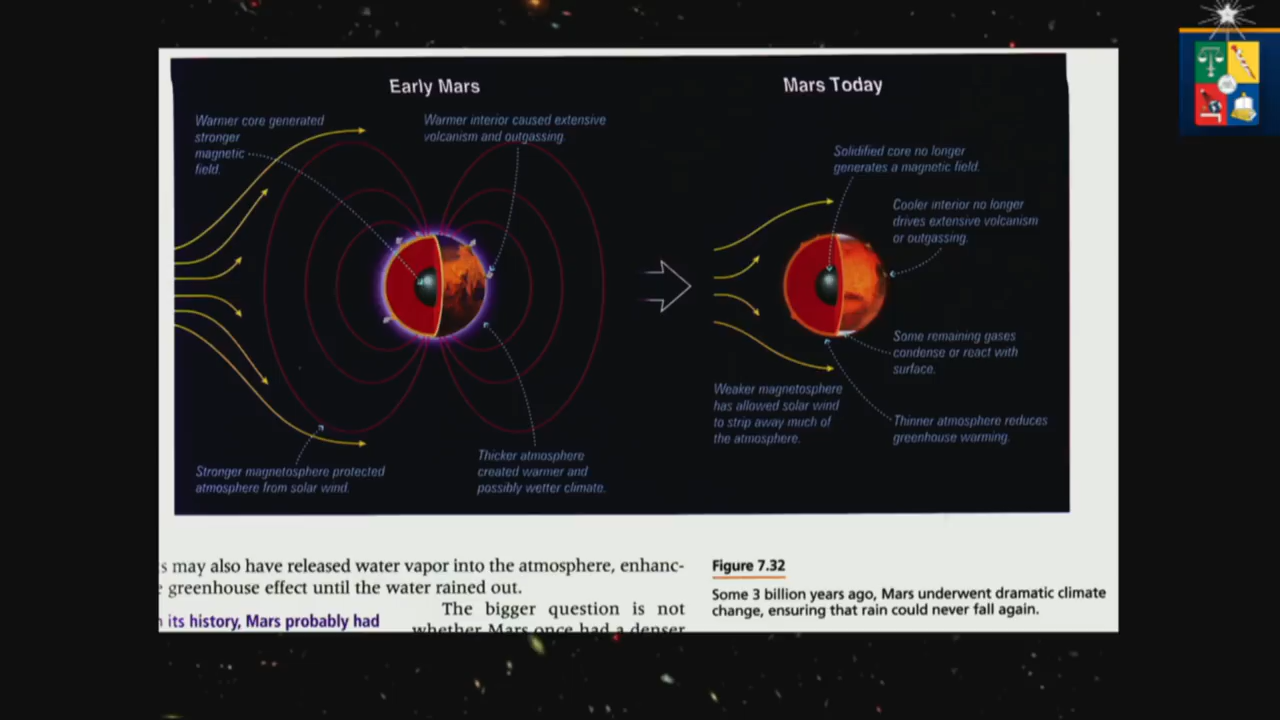 Early Mars
Warmer core generated
stronger
magnetic
field.
Warmer interior caused extensive
volcanism and outgassing.
Stronger magnetosphere protected
atmosphere from solar wind.
Thicker atmosphere
created warmer and
possibly wetter climate.
Mars Today
Solidified core no longer
generates a magnetic field.
Cooler interior no longer
drives extensive volcanism
or outgassing.
Some remaining gases
condense or react with
surface.
Weaker magnetosphere
has allowed solar wind
to strip away much of
the atmosphere.
Thinner atmosphere reduces
greenhouse warming.
s may also have released water vapor into the atmosphere, enhanc-
greenhouse effect until the water rained out.
its history, Mars probably had
The bigger question is not
whether Mars once had a denser
Figure 7.32
Some 3 billion years ago, Mars underwent dramatic climate
change, ensuring that rain could never fall again.